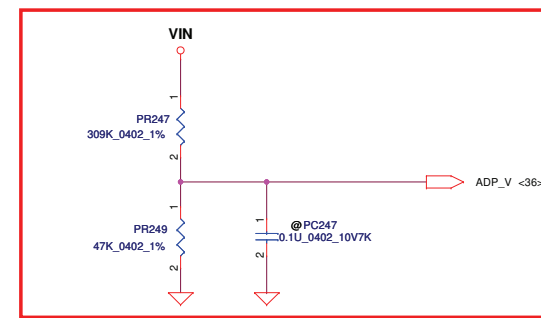 VIN
1
PR247
309K_0402_1%
2
ADP_V <36>
1
PR249
47K_0402_1%
2
1
@PC247
0.1U_0402_10V7K
2